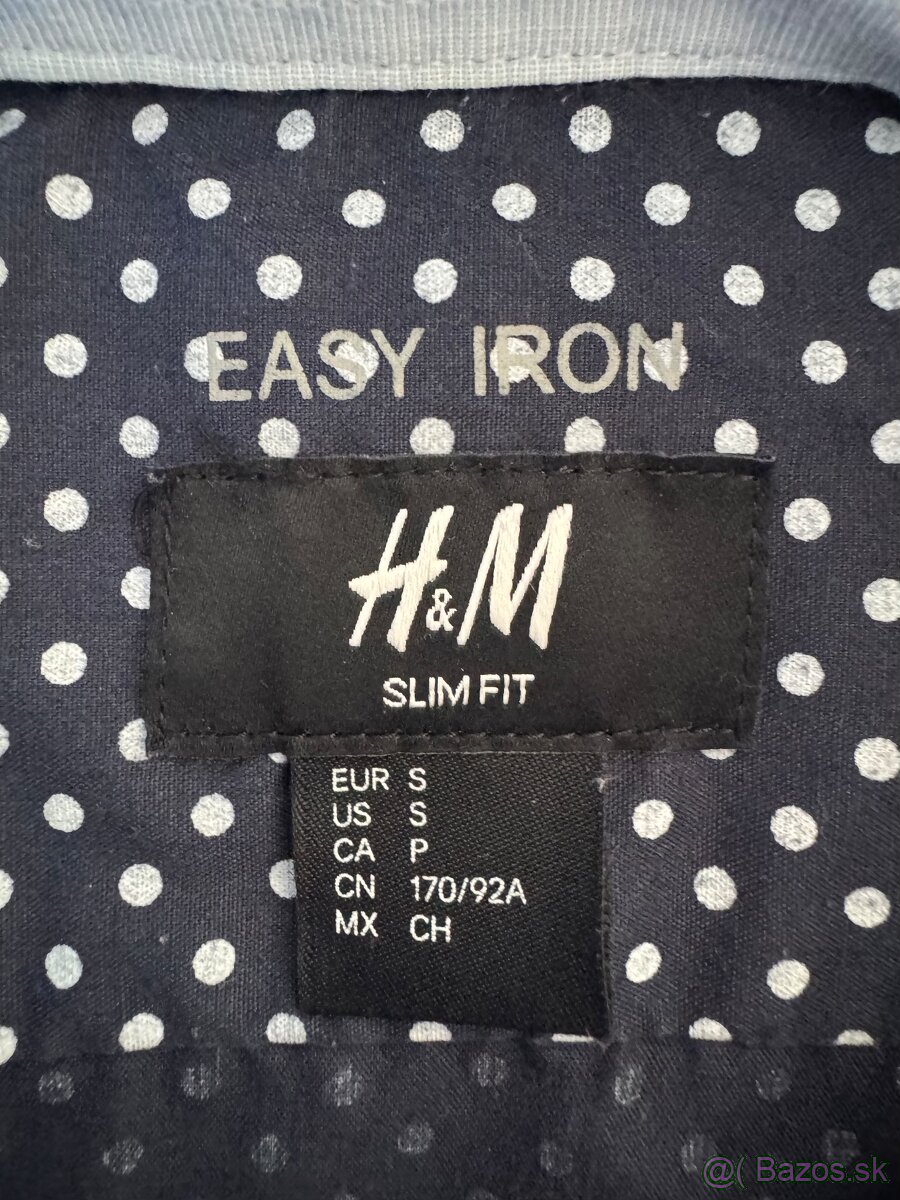 EASY IRON
H&M
SLIM FIT
EUR S
US S
CA P
CN 170/92A
MX CH
@( Bazos.sk